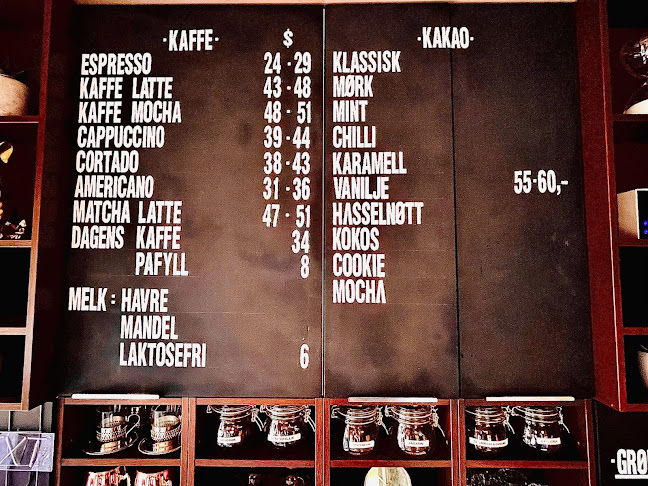 ·KAFFE· $
ESPRESSO 24·29
KAFFE LATTE 43·48
KAFFE MOCHA 48·51
CAPPUCCINO 39·44
CORTADO 38·43
AMERICANO 31·36
MATCHA LATTE 47·51
DAGENS KAFFE 34
PAFYLL 8
MELK: HAVRE
MANDEL
LAKTOSEFRI 6
·KAKAO·
KLASSISK
MØRK
MINT
CHILLI
KARAMELL
VANILJE
HASSELNØTT
KOKOS
COOKIE
MOCHA
55·60,-